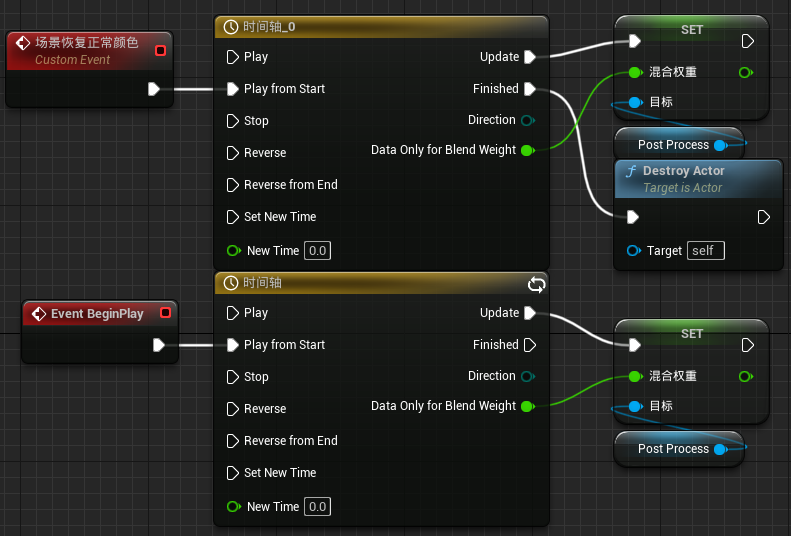 场景恢复正常颜色
Custom Event
时间轴_0
Play
Update
Play from Start
Finished
Stop
Direction
Reverse
Data Only for Blend Weight
Reverse from End
Set New Time
New Time 0.0
SET
混合权重
目标
Post Process
Destroy Actor
Target is Actor
Target self
Event BeginPlay
时间轴
Play
Update
Play from Start
Finished
Stop
Direction
Reverse
Data Only for Blend Weight
Reverse from End
Set New Time
New Time 0.0
SET
混合权重
目标
Post Process